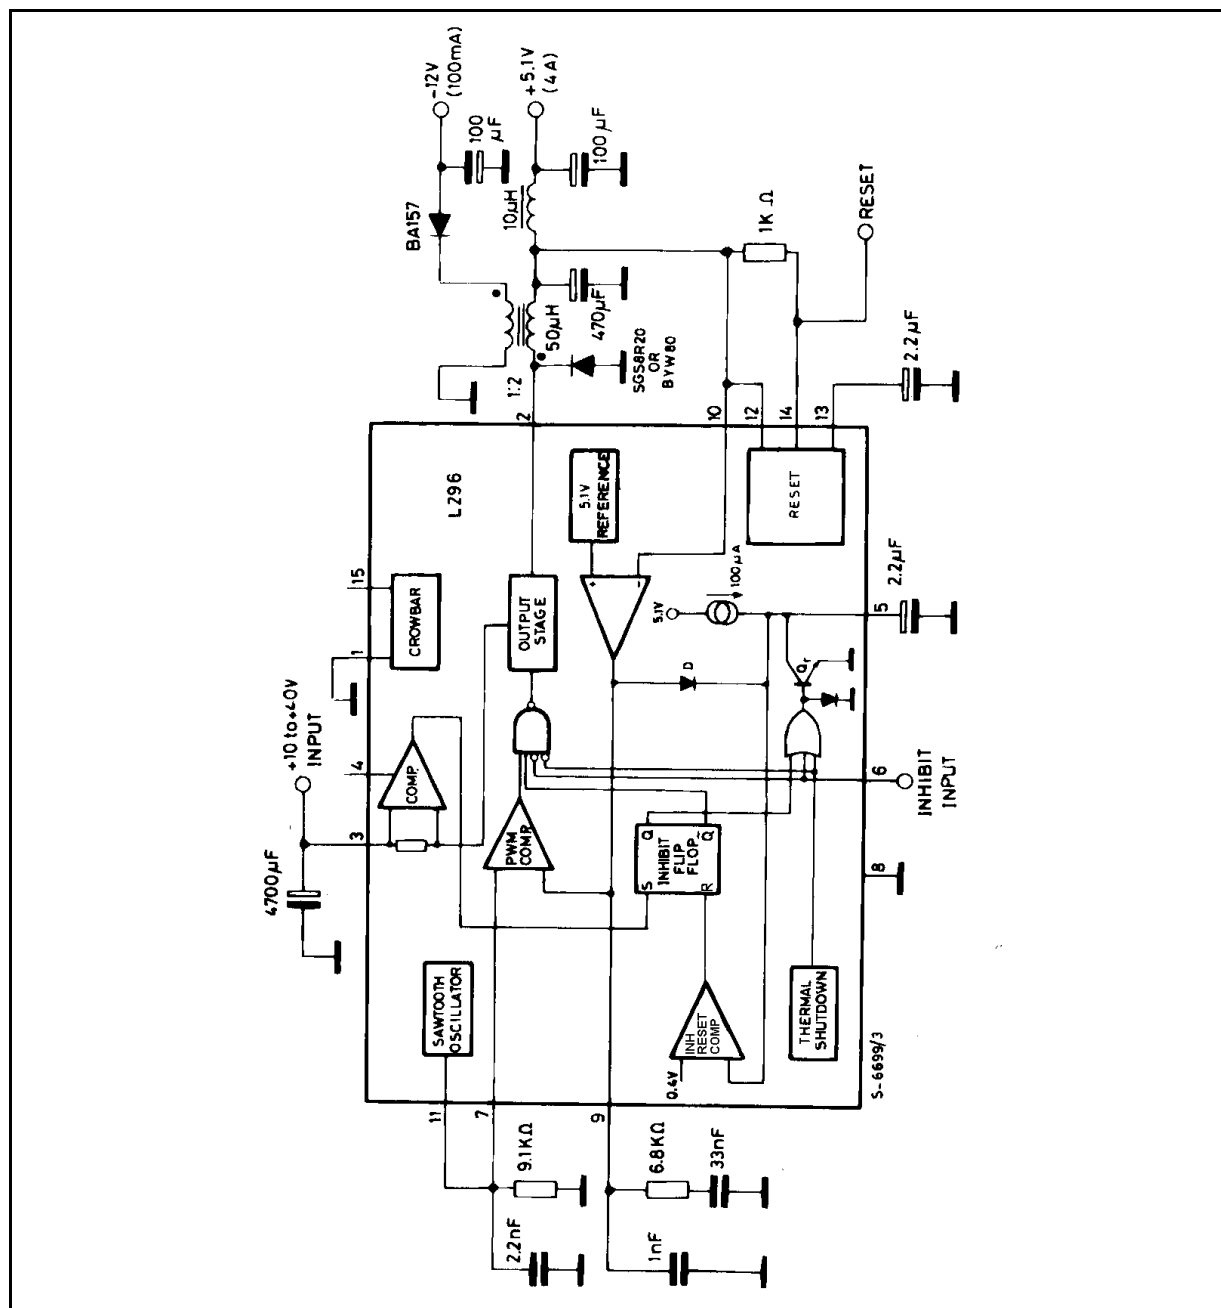 -12V
(100mA)
+5.1V
(4A)
100
µF
100µF
BA157
10µH
1KΩ
RESET
50µH
470µF
SGS8R20
OR
BYW80
1:2
2.2µF
2
10
12
14
13
L296
15
CROWBAR
1
OUTPUT
STAGE
5.1V
REFERENCE
RESET
+
-
5.1V
100µA
2.2µF
5
D
Qr
+10 to +40V
INPUT
4
COMP.
3
4700µF
PWM
COMP.
Q
Q̅
INHIBIT
FLIP
FLOP
S
R
6
INHIBIT
INPUT
8
SAWTOOTH
OSCILLATOR
INH
RESET
COMP
0.4V
THERMAL
SHUTDOWN
S-6699/3
11
7
9
9.1KΩ
6.8KΩ
33nF
2.2nF
1nF